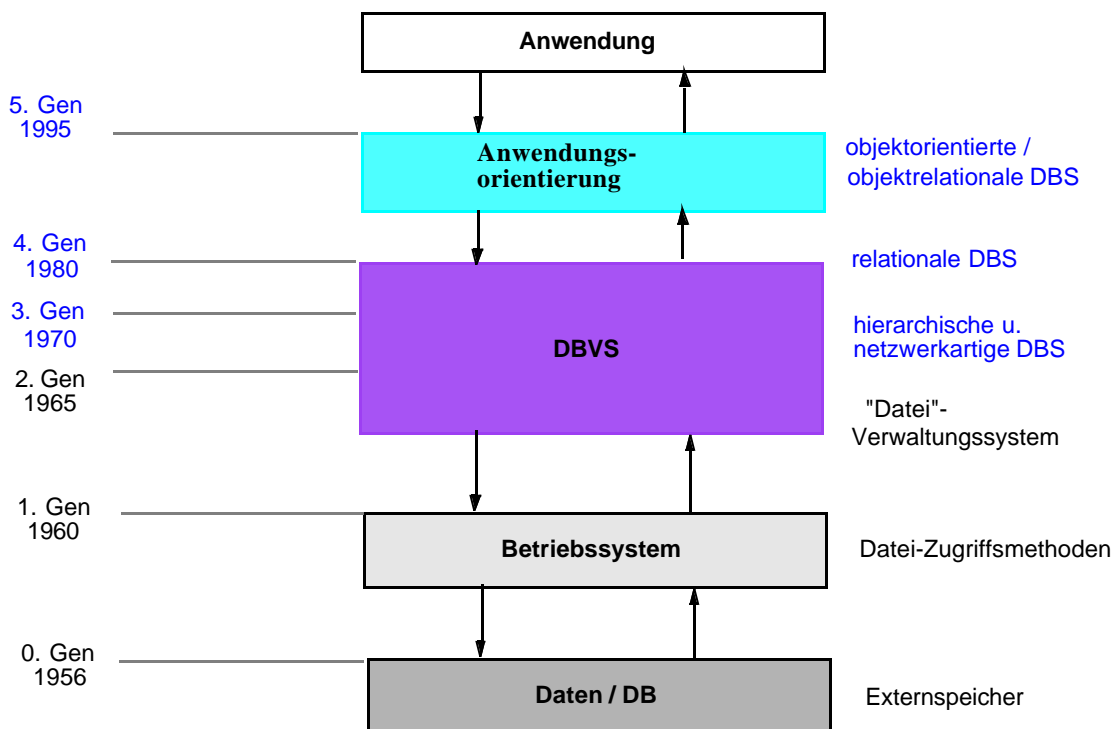 Anwendung
5. Gen
1995
Anwendungs-
orientierung
objektorientierte /
objektrelationale DBS
4. Gen
1980
relationale DBS
3. Gen
1970
DBVS
hierarchische u.
netzwerkartige DBS
2. Gen
1965
"Datei"-
Verwaltungssystem
1. Gen
1960
Betriebssystem
Datei-Zugriffsmethoden
0. Gen
1956
Daten / DB
Externspeicher